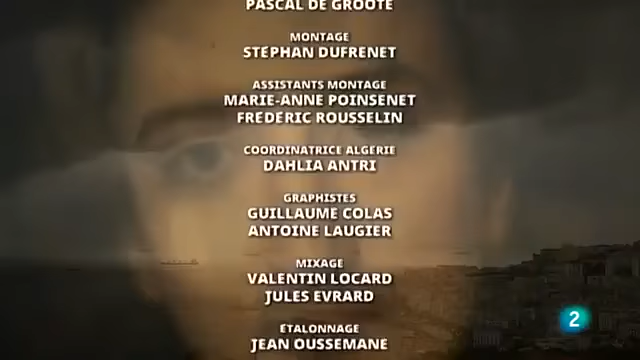 PASCAL DE GROOTE
MONTAGE
STEPHAN DUFRENET
ASSISTANTS MONTAGE
MARIE-ANNE POINSENET
FRÉDÉRIC ROUSSELIN
COORDINATRICE ALGÉRIE
DAHLIA ANTRI
GRAPHISTES
GUILLAUME COLAS
ANTOINE LAUGIER
MIXAGE
VALENTIN LOCARD
JULES EVRARD
ÉTALONNAGE
JEAN OUSSEMANE
2